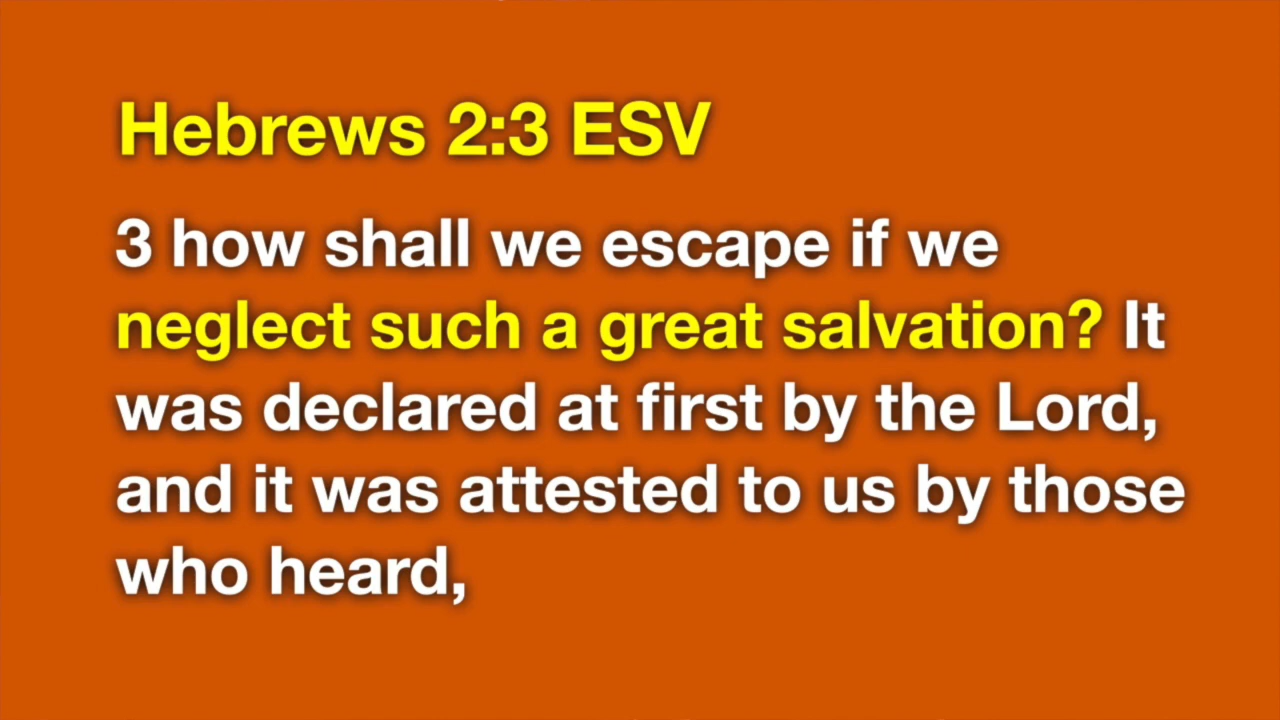 Hebrews 2:3 ESV
3 how shall we escape if we
neglect such a great salvation? It
was declared at first by the Lord,
and it was attested to us by those
who heard,